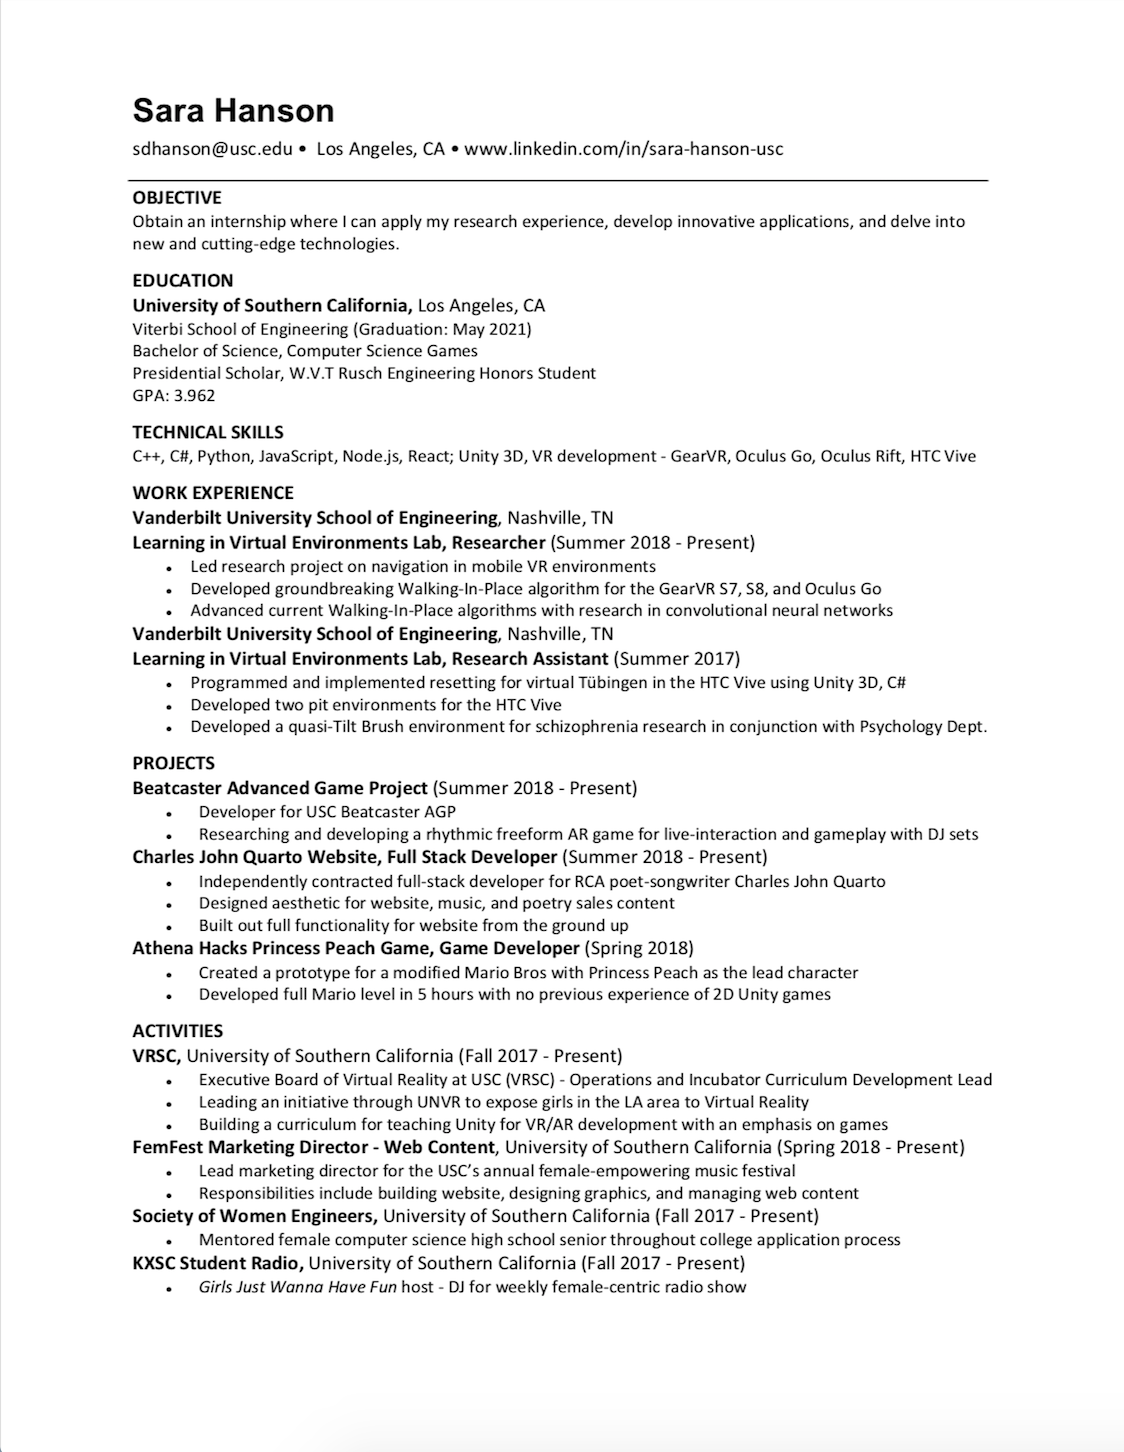 Sara Hanson
sdhanson@usc.edu • Los Angeles, CA • www.linkedin.com/in/sara-hanson-usc
OBJECTIVE
Obtain an internship where I can apply my research experience, develop innovative applications, and delve into
new and cutting-edge technologies.
EDUCATION
University of Southern California, Los Angeles, CA
Viterbi School of Engineering (Graduation: May 2021)
Bachelor of Science, Computer Science Games
Presidential Scholar, W.V.T Rusch Engineering Honors Student
GPA: 3.962
TECHNICAL SKILLS
C++, C#, Python, JavaScript, Node.js, React; Unity 3D, VR development - GearVR, Oculus Go, Oculus Rift, HTC Vive
WORK EXPERIENCE
Vanderbilt University School of Engineering, Nashville, TN
Learning in Virtual Environments Lab, Researcher (Summer 2018 - Present)
• Led research project on navigation in mobile VR environments
• Developed groundbreaking Walking-In-Place algorithm for the GearVR S7, S8, and Oculus Go
• Advanced current Walking-In-Place algorithms with research in convolutional neural networks
Vanderbilt University School of Engineering, Nashville, TN
Learning in Virtual Environments Lab, Research Assistant (Summer 2017)
• Programmed and implemented resetting for virtual Tübingen in the HTC Vive using Unity 3D, C#
• Developed two pit environments for the HTC Vive
• Developed a quasi-Tilt Brush environment for schizophrenia research in conjunction with Psychology Dept.
PROJECTS
Beatcaster Advanced Game Project (Summer 2018 - Present)
• Developer for USC Beatcaster AGP
• Researching and developing a rhythmic freeform AR game for live-interaction and gameplay with DJ sets
Charles John Quarto Website, Full Stack Developer (Summer 2018 - Present)
• Independently contracted full-stack developer for RCA poet-songwriter Charles John Quarto
• Designed aesthetic for website, music, and poetry sales content
• Built out full functionality for website from the ground up
Athena Hacks Princess Peach Game, Game Developer (Spring 2018)
• Created a prototype for a modified Mario Bros with Princess Peach as the lead character
• Developed full Mario level in 5 hours with no previous experience of 2D Unity games
ACTIVITIES
VRSC, University of Southern California (Fall 2017 - Present)
• Executive Board of Virtual Reality at USC (VRSC) - Operations and Incubator Curriculum Development Lead
• Leading an initiative through UNVR to expose girls in the LA area to Virtual Reality
• Building a curriculum for teaching Unity for VR/AR development with an emphasis on games
FemFest Marketing Director - Web Content, University of Southern California (Spring 2018 - Present)
• Lead marketing director for the USC’s annual female-empowering music festival
• Responsibilities include building website, designing graphics, and managing web content
Society of Women Engineers, University of Southern California (Fall 2017 - Present)
• Mentored female computer science high school senior throughout college application process
KXSC Student Radio, University of Southern California (Fall 2017 - Present)
• Girls Just Wanna Have Fun host - DJ for weekly female-centric radio show